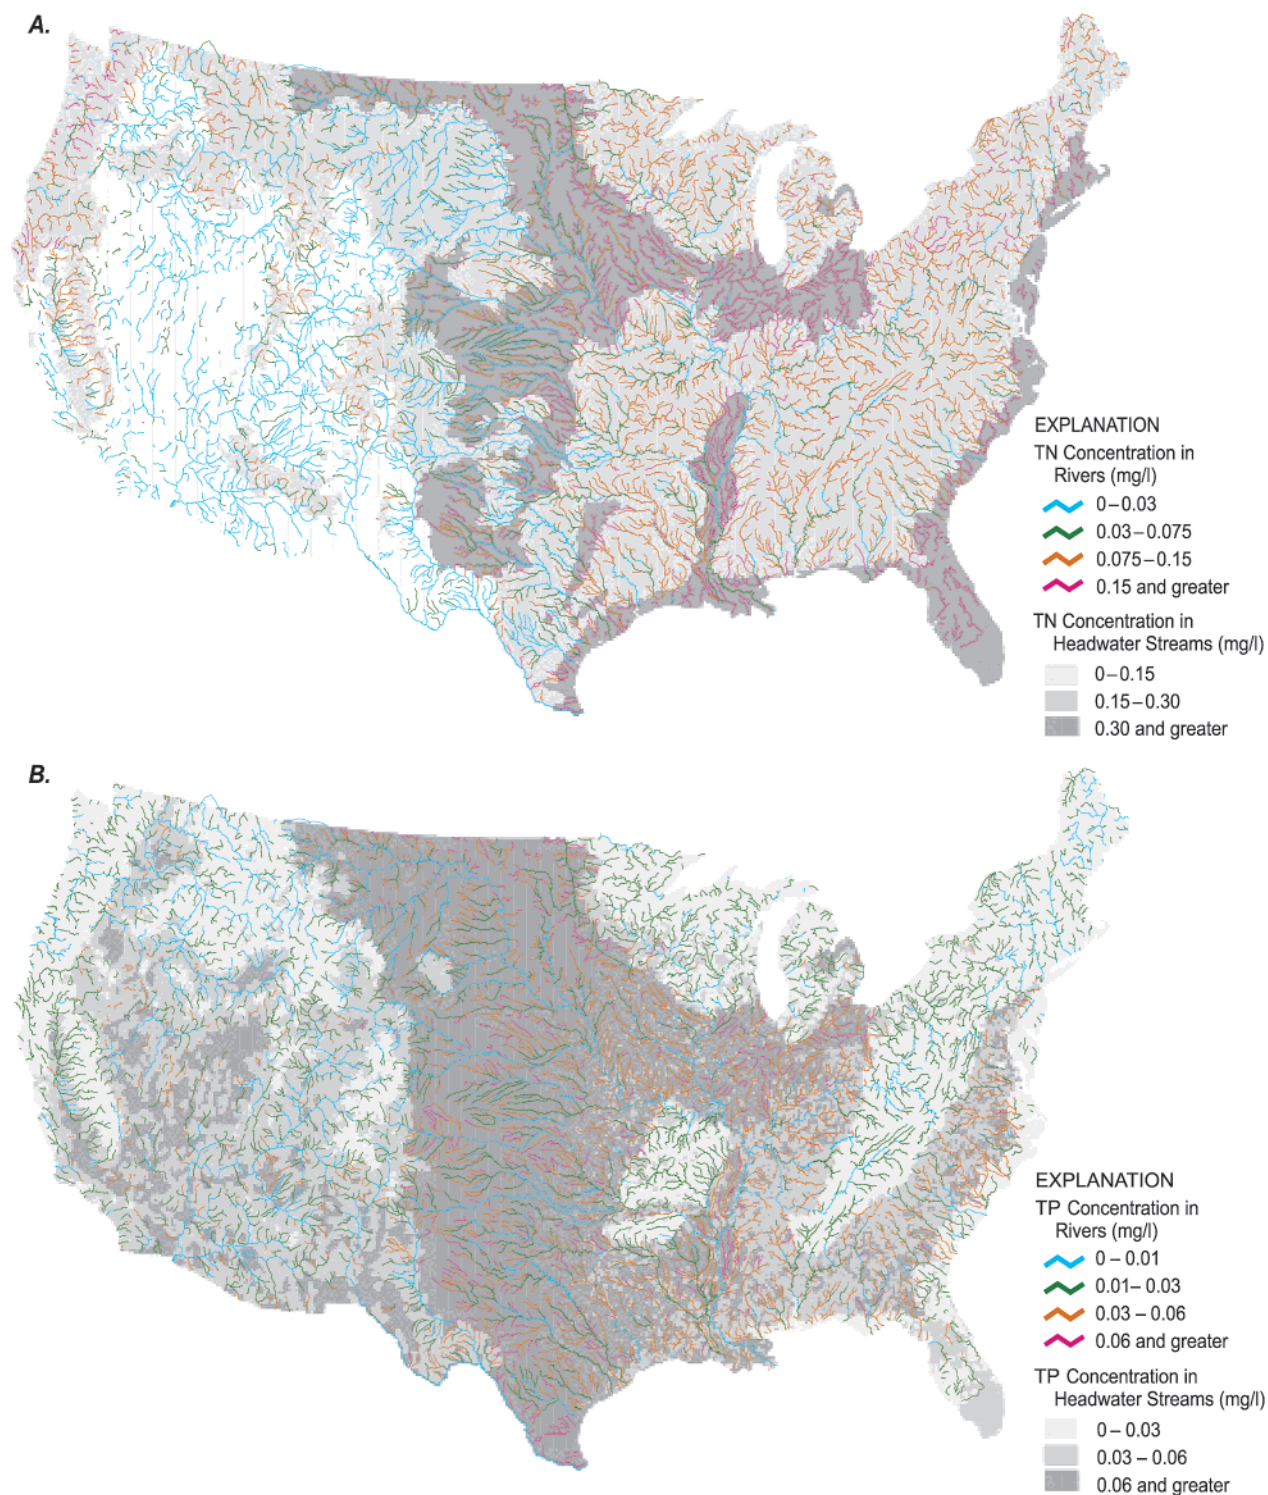 A.
EXPLANATION
TN Concentration in
Rivers (mg/l)
0–0.03
0.03–0.075
0.075–0.15
0.15 and greater
TN Concentration in
Headwater Streams (mg/l)
0–0.15
0.15–0.30
0.30 and greater
B.
EXPLANATION
TP Concentration in
Rivers (mg/l)
0 – 0.01
0.01– 0.03
0.03 – 0.06
0.06 and greater
TP Concentration in
Headwater Streams (mg/l)
0 – 0.03
0.03 – 0.06
0.06 and greater